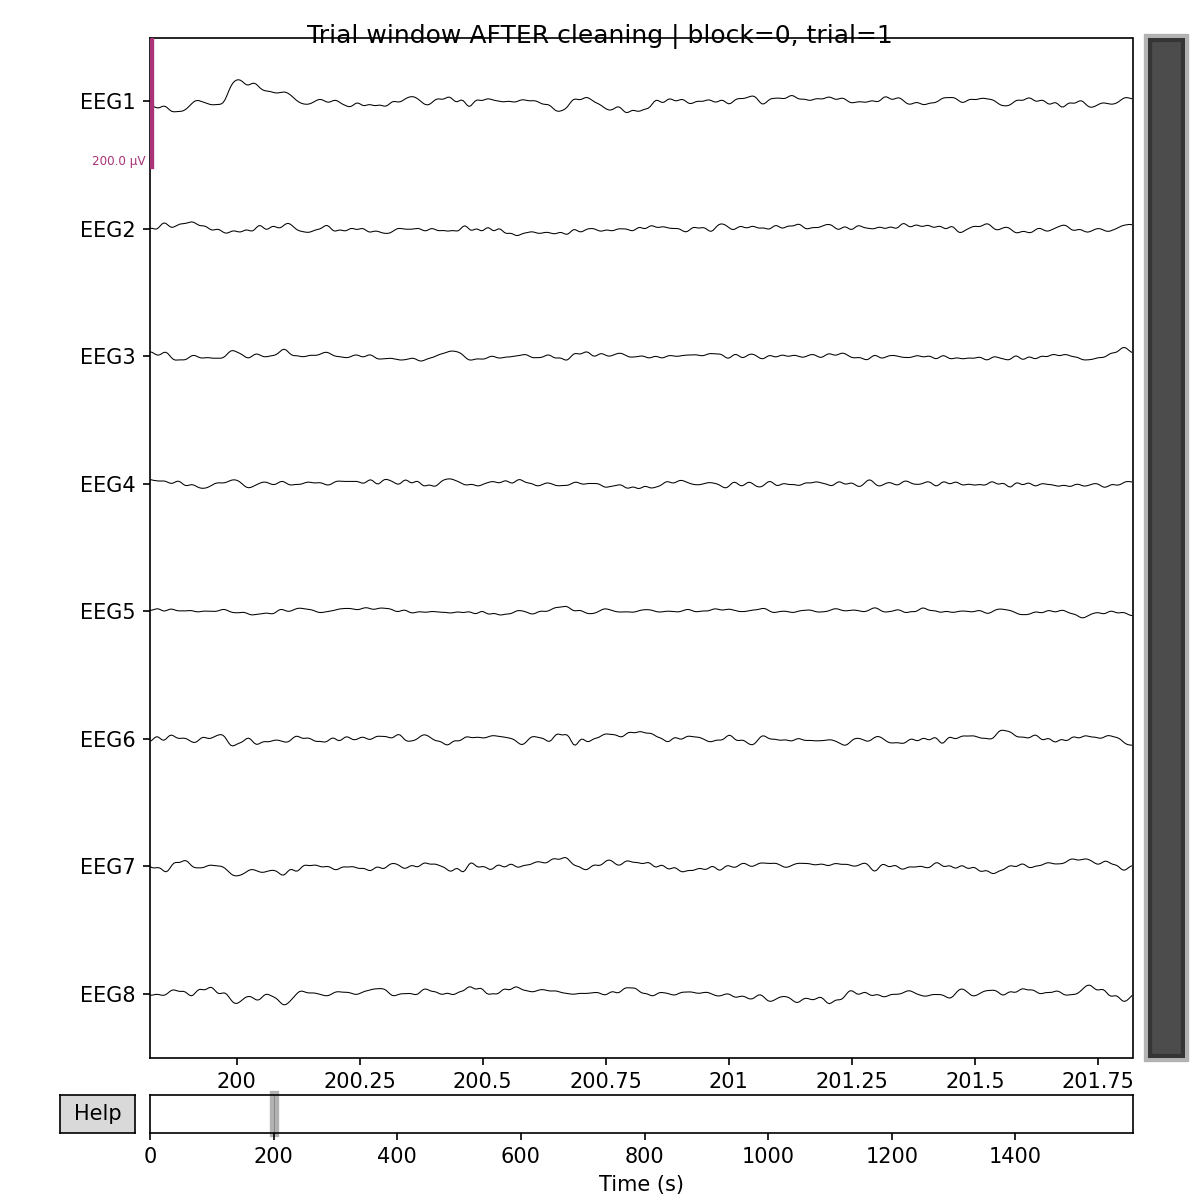 Trial window AFTER cleaning | block=0, trial=1
EEG1
200.0 µV
EEG2
EEG3
EEG4
EEG5
EEG6
EEG7
EEG8
200 200.25 200.5 200.75 201 201.25 201.5 201.75
Help
0 200 400 600 800 1000 1200 1400
Time (s)